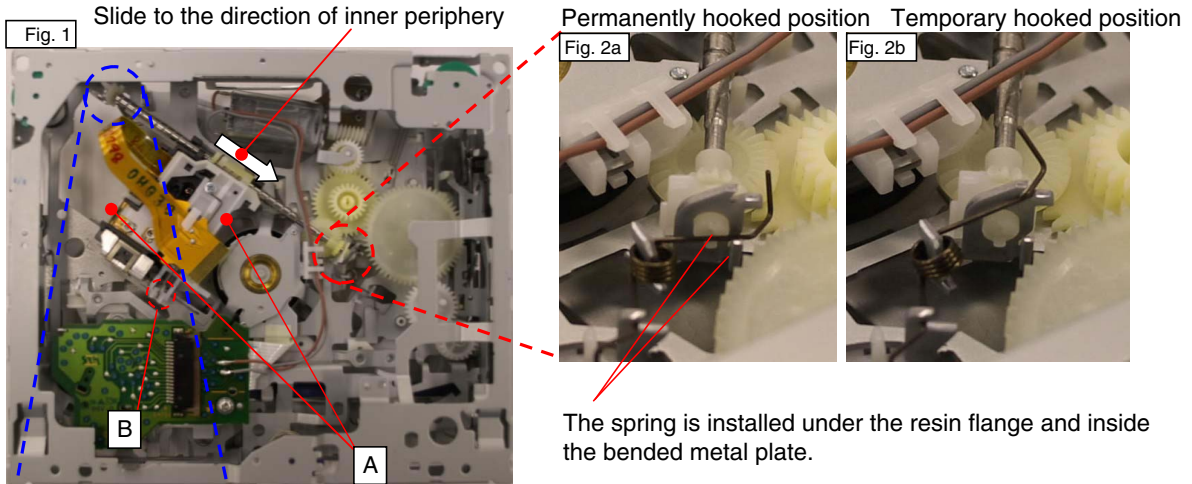 Slide to the direction of inner periphery
Fig. 1
Permanently hooked position
Temporary hooked position
Fig. 2a
Fig. 2b
B
A
The spring is installed under the resin flange and inside
the bended metal plate.